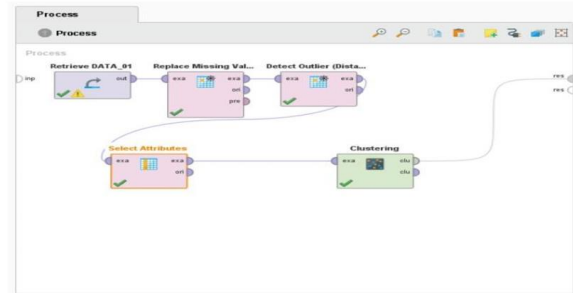 Process
Process
Process
inp
Retrieve DATA_01
out
Replace Missing Val...
exa
exa
ori
pre
Detect Outlier (Dista...
exa
exa
ori
res
res
Select Attributes
exa
exa
ori
Clustering
exa
clu
clu